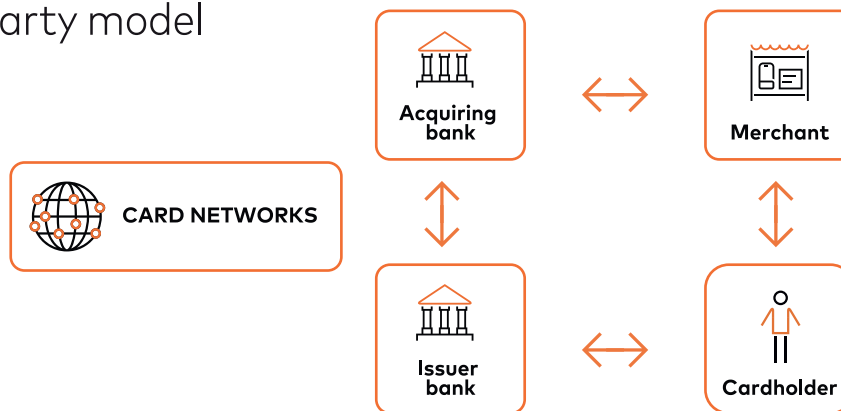 arty model
Acquiring
bank
Merchant
CARD NETWORKS
Issuer
bank
Cardholder